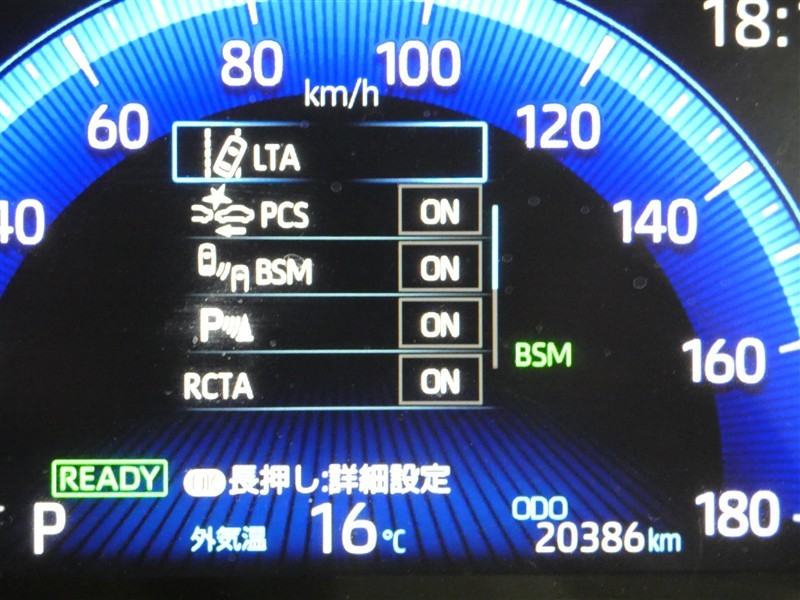 18:
80
100
km/h
60
120
LTA
40
PCS ON
140
BSM ON
P ON
BSM
160
RCTA ON
READY
OK 長押し:詳細設定
P
外気温 16℃
ODO
20386km
180